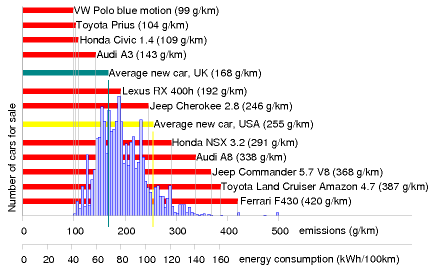 VW Polo blue motion (99 g/km)
Toyota Prius (104 g/km)
Honda Civic 1.4 (109 g/km)
Audi A3 (143 g/km)
Average new car, UK (168 g/km)
Lexus RX 400h (192 g/km)
Jeep Cherokee 2.8 (246 g/km)
Average new car, USA (255 g/km)
Honda NSX 3.2 (291 g/km)
Audi A8 (338 g/km)
Jeep Commander 5.7 V8 (368 g/km)
Toyota Land Cruiser Amazon 4.7 (387 g/km)
Ferrari F430 (420 g/km)
Number of cars for sale
0 100 200 300 400 500 emissions (g/km)
0 20 40 60 80 100 120 140 160 energy consumption (kWh/100km)